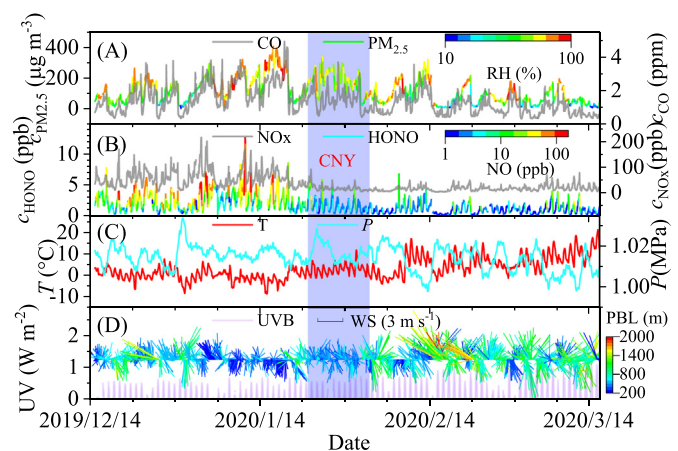 (A) CO PM2.5 10 100 RH (%)
400
200
0
4
2
0
cPM2.5 (μg m-3)
cCO (ppm)
(B) NOx HONO 1 10 100 NO (ppb)
CNY
10
5
0
200
100
0
cHONO (ppb)
cNOx(ppb)
(C) T P
20
10
0
-10
1.02
1.00
T (°C)
P(MPa)
(D) UVB WS (3 m s-1)
2
1
0
UV (W m-2)
PBL (m)
2000
1400
800
200
2019/12/14 2020/1/14 2020/2/14 2020/3/14
Date